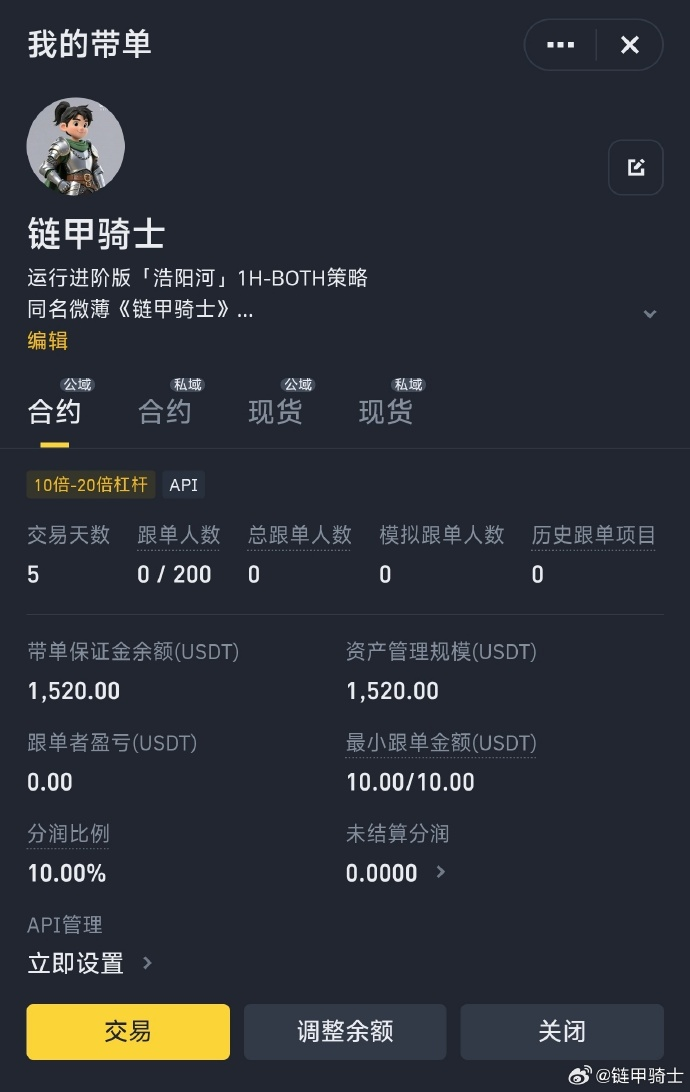 我的带单
链甲骑士
运行进阶版「浩阳河」1H-BOTH策略
同名微薄《链甲骑士》...
编辑
公域 私域 公域 私域
合约 合约 现货 现货
10倍-20倍杠杆 API
交易天数 跟单人数 总跟单人数 模拟跟单人数 历史跟单项目
5 0 / 200 0 0 0
带单保证金余额(USDT) 资产管理规模(USDT)
1,520.00 1,520.00
跟单者盈亏(USDT) 最小跟单金额(USDT)
0.00 10.00/10.00
分润比例 未结算分润
10.00% 0.0000
API管理
立即设置
交易 调整余额 关闭
@链甲骑士